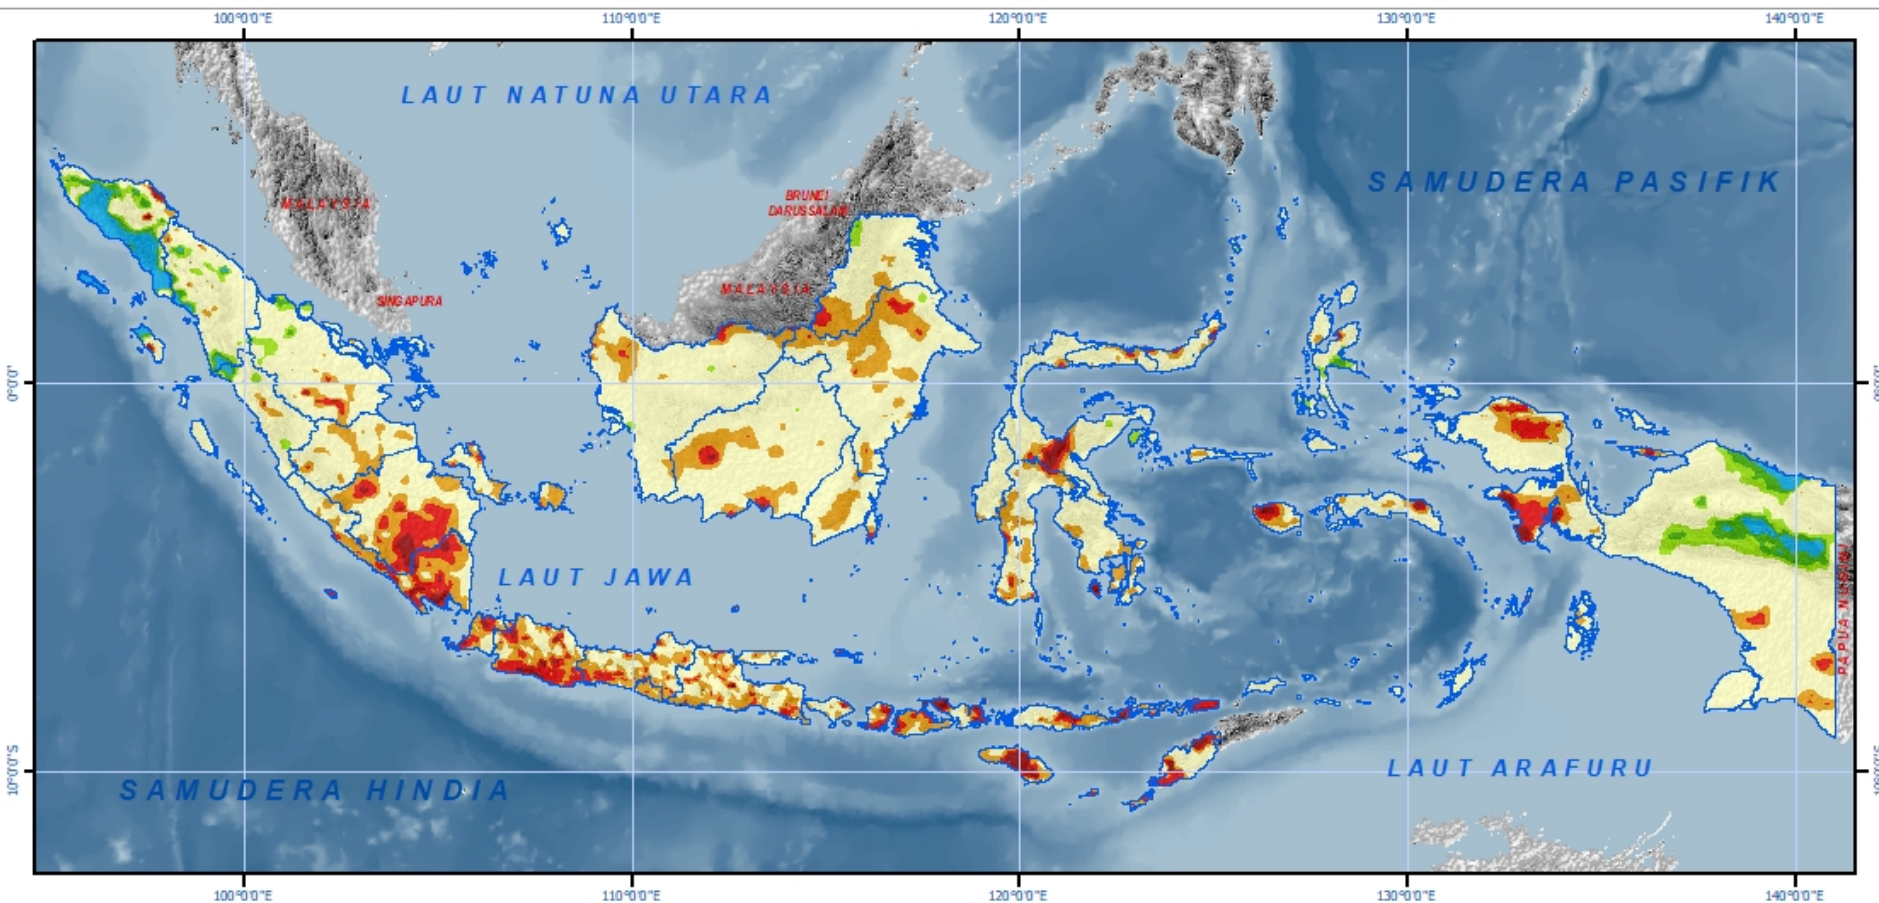 100°0'0"E 110°0'0"E 120°0'0"E 130°0'0"E 140°0'0"E
LAUT NATUNA UTARA
SAMUDERA PASIFIK
BRUNEI
DARUSSALAM
MALAYSIA
MALAYSIA
SINGAPURA
0°0'0"
LAUT JAWA
PAPUA NUGINI
10°0'0"S
LAUT ARAFURU
SAMUDERA HINDIA
100°0'0"E 110°0'0"E 120°0'0"E 130°0'0"E 140°0'0"E